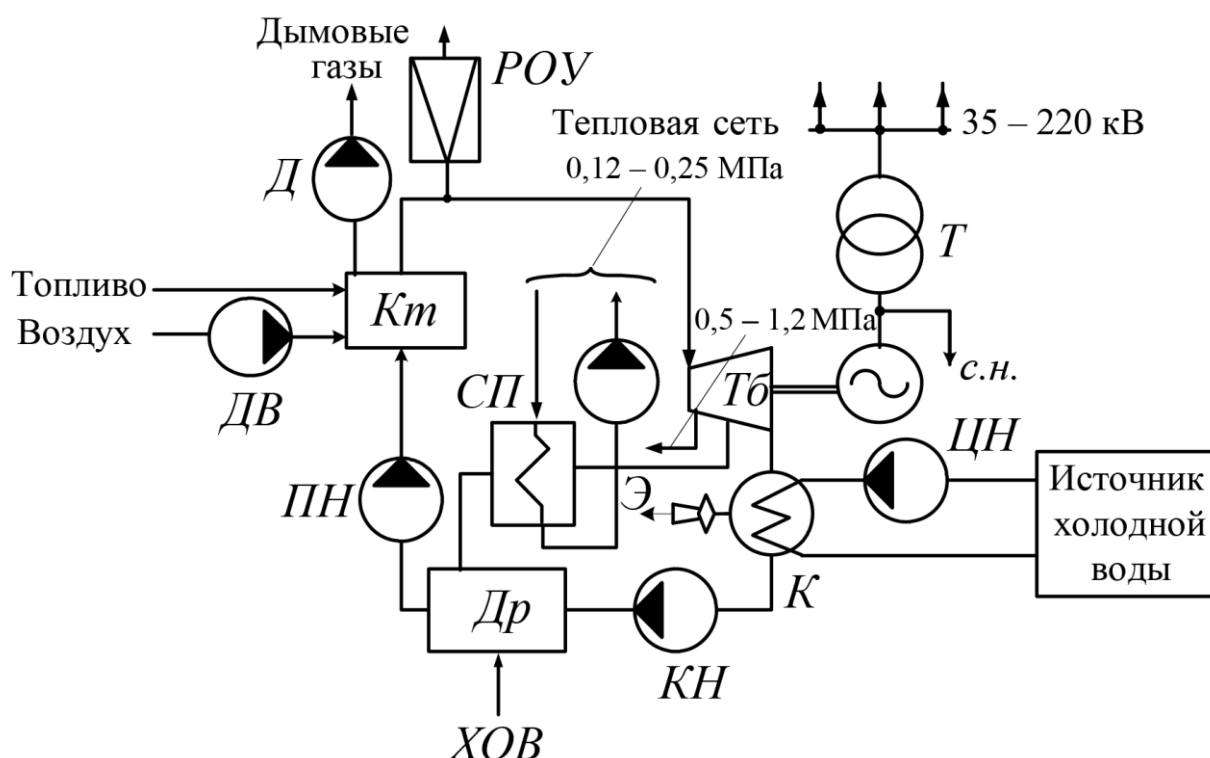 Дымовые
газы
РОУ
Тепловая сеть
0,12 – 0,25 МПа
35 – 220 кВ
Д
Т
Топливо
Воздух
Кт
0,5 – 1,2 МПа
с.н.
ДВ
СП
Тб
ЦН
ПН
Э
Источник
холодной
воды
К
Др
КН
ХОВ